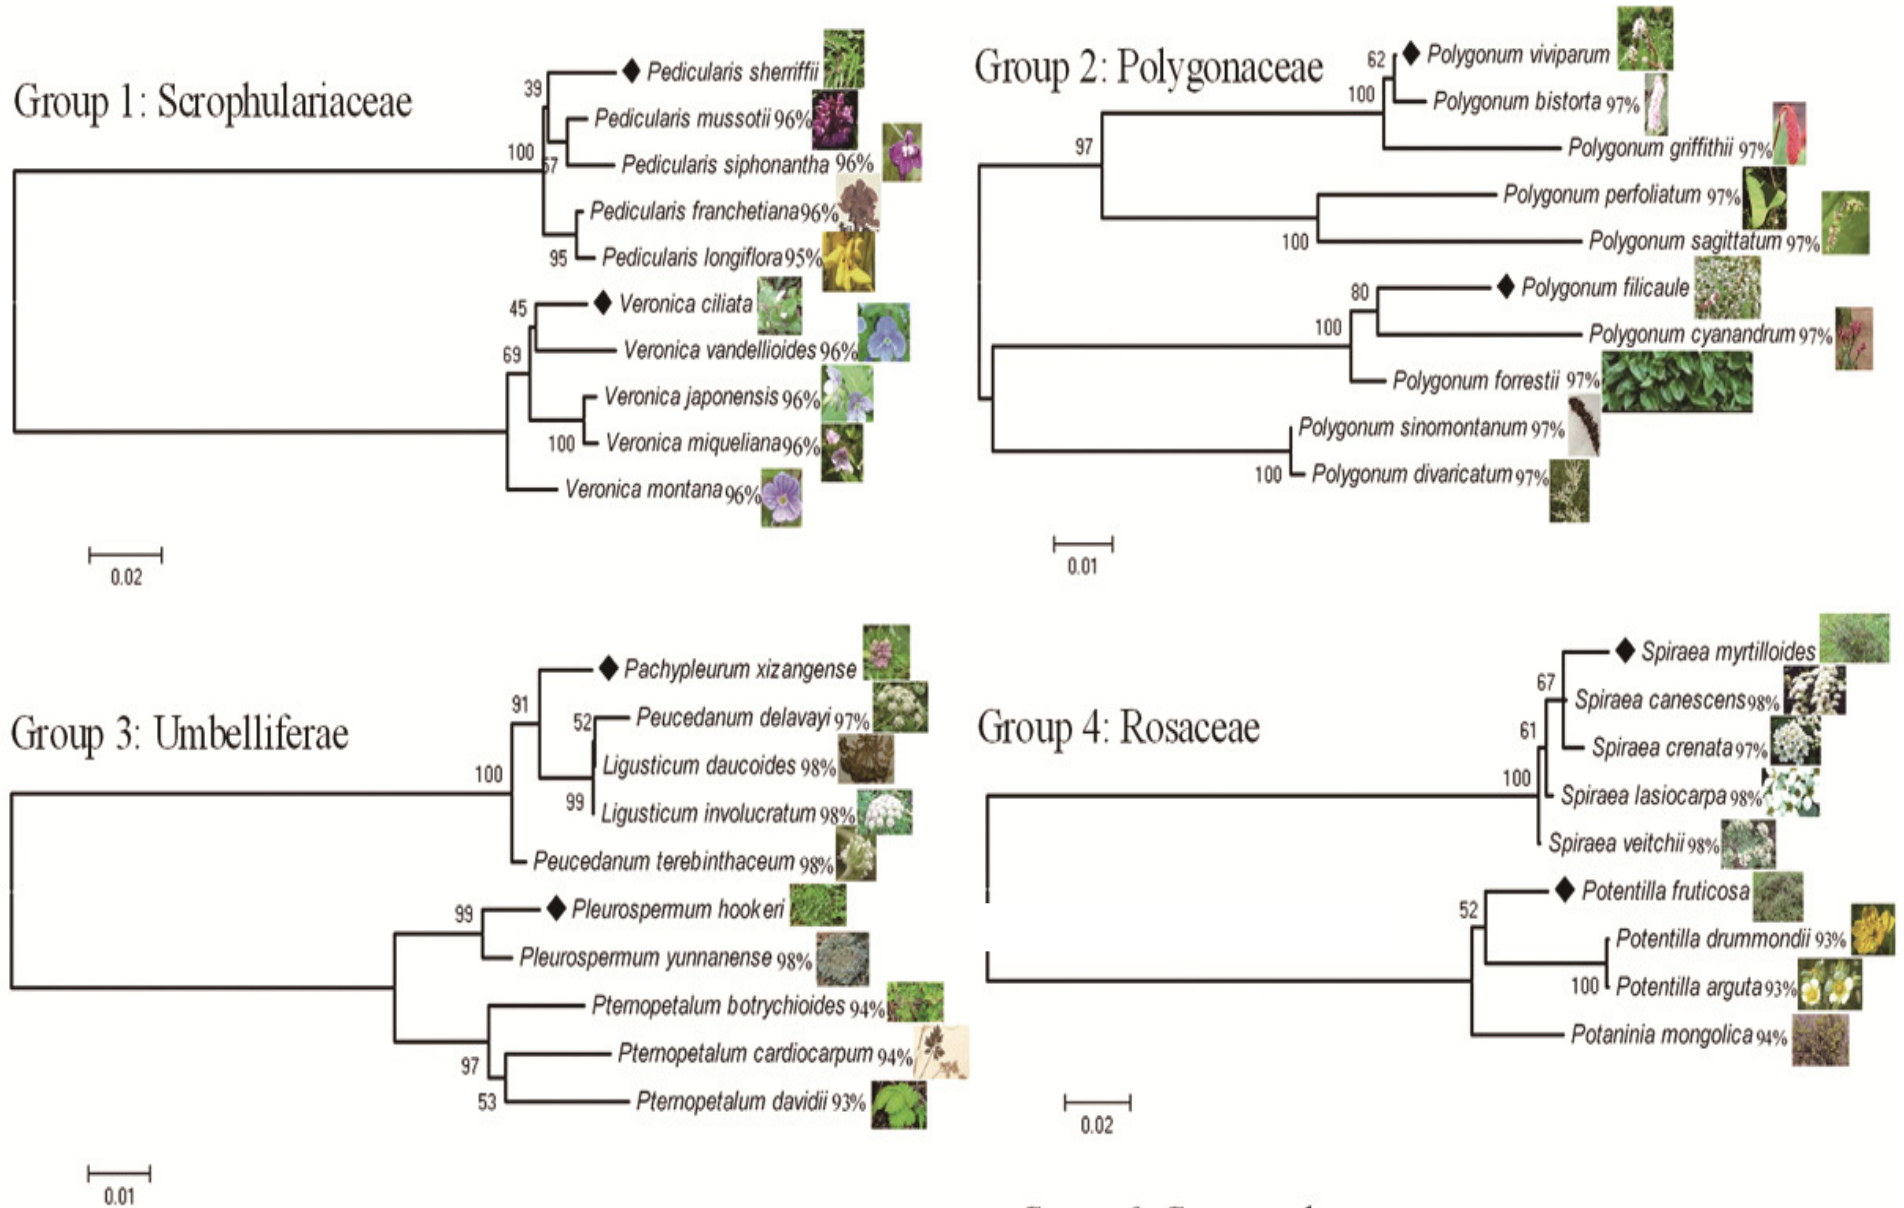 Group 1: Scrophulariaceae
39
Pedicularis sherriffii
Pedicularis mussotii 96%
100
57
Pedicularis siphonantha 96%
Pedicularis franchetiana 96%
95
Pedicularis longiflora 95%
45
Veronica ciliata
Veronica vandellioides 96%
69
Veronica japonensis 96%
100
Veronica miqueliana 96%
Veronica montana 96%
0.02
Group 2: Polygonaceae
62
Polygonum viviparum
100
Polygonum bistorta 97%
97
Polygonum griffithii 97%
Polygonum perfoliatum 97%
100
Polygonum sagittatum 97%
80
Polygonum filicaule
100
Polygonum cyanandrum 97%
Polygonum forrestii 97%
Polygonum sinomontanum 97%
100
Polygonum divaricatum 97%
0.01
Group 3: Umbelliferae
Pachypleurum xizangense
91
52
Peucedanum delavayi 97%
100
Ligusticum daucoides 98%
99
Ligusticum involucratum 98%
Peucedanum terebinthaceum 98%
99
Pleurospermum hookeri
Pleurospermum yunnanense 98%
Pternopetalum botrychioides 94%
97
Pternopetalum cardiocarpum 94%
53
Pternopetalum davidii 93%
0.01
Group 4: Rosaceae
Spiraea myrtilloides
67
Spiraea canescens 98%
61
Spiraea crenata 97%
100
Spiraea lasiocarpa 98%
Spiraea veitchii 98%
52
Potentilla fruticosa
Potentilla drummondii 93%
100
Potentilla arguta 93%
Potaninia mongolica 94%
0.02